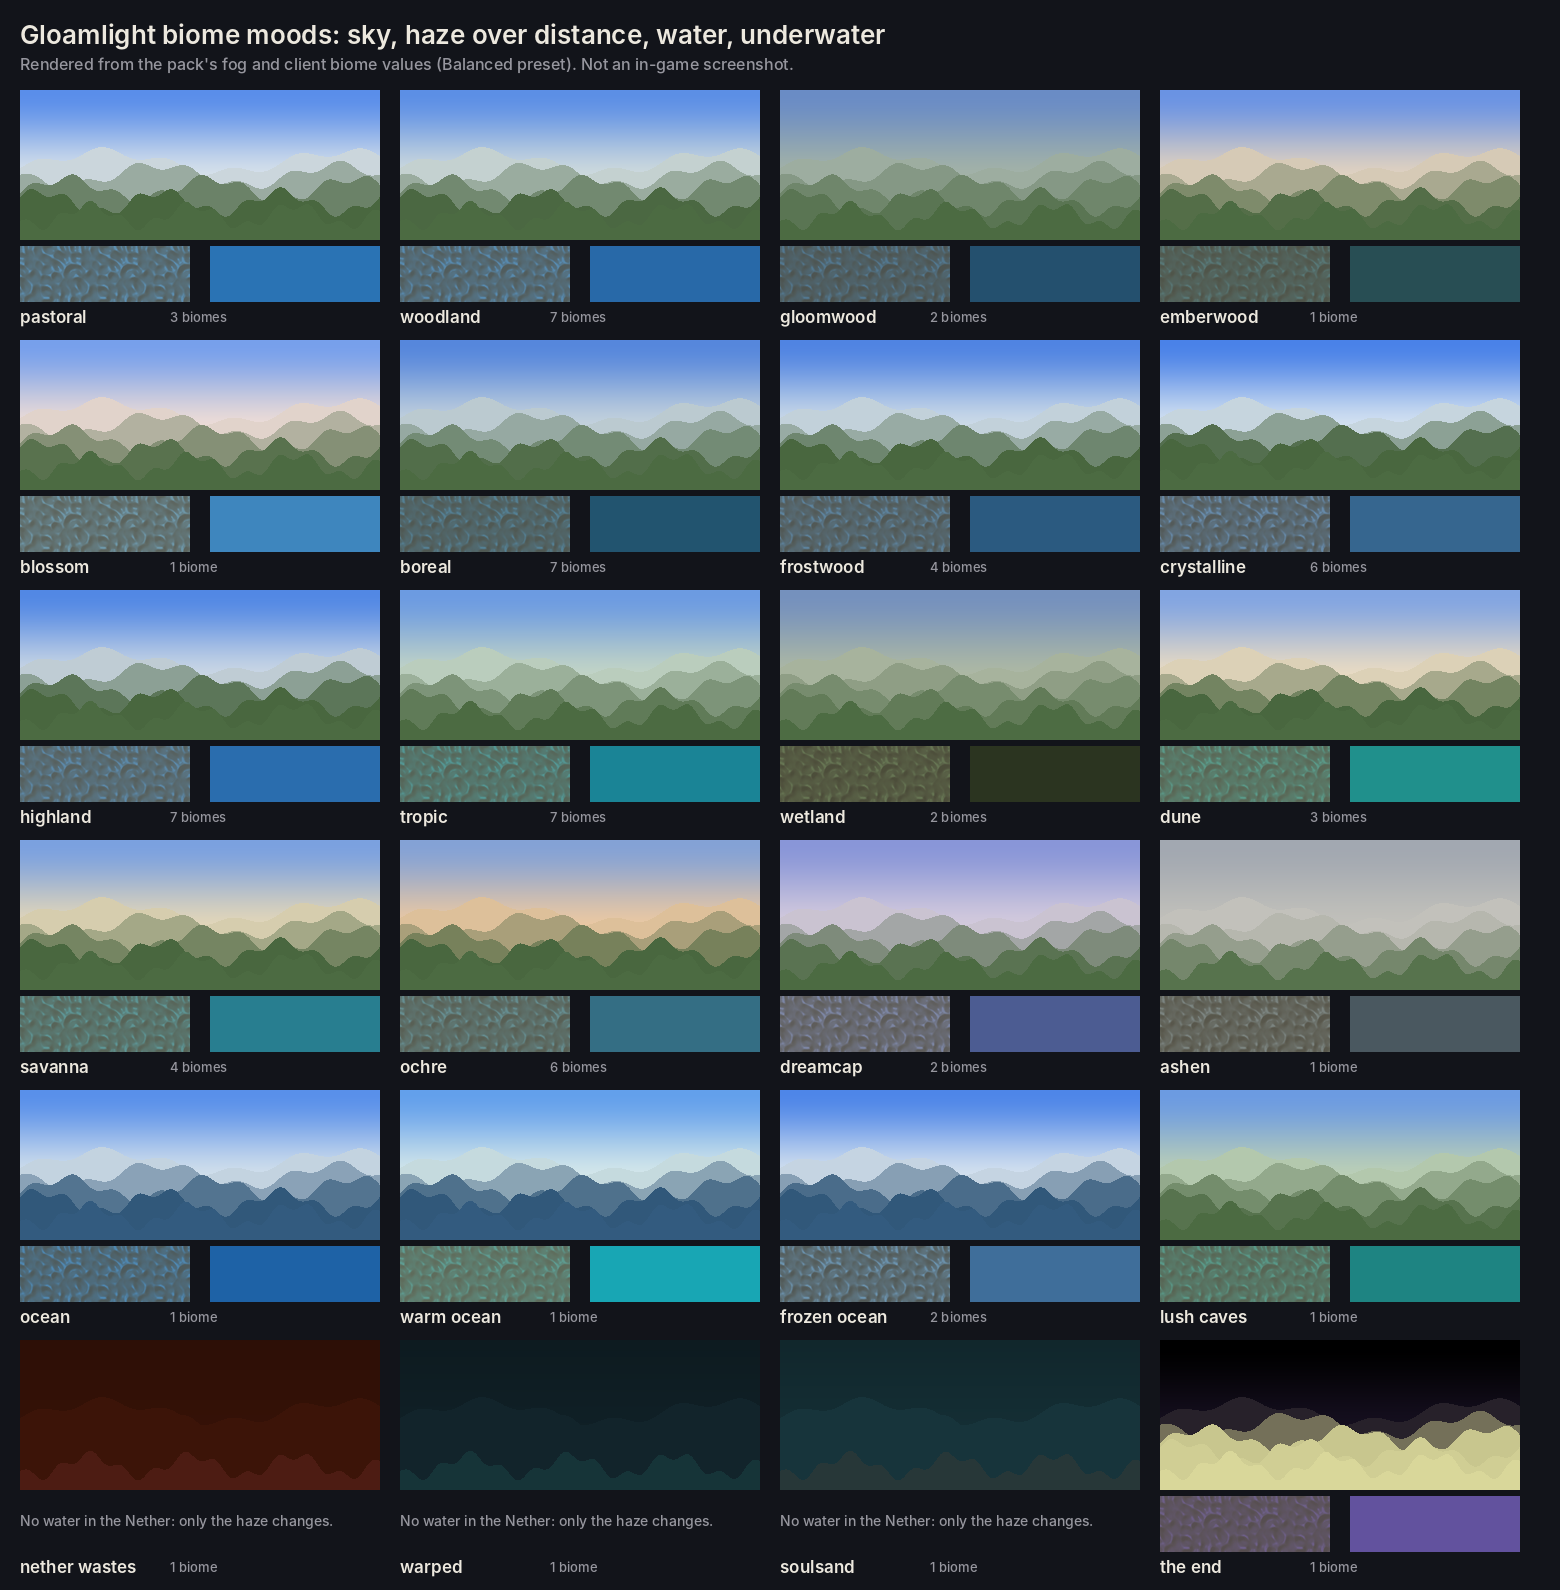 Gloamlight biome moods: sky, haze over distance, water, underwater
Rendered from the pack's fog and client biome values (Balanced preset). Not an in-game screenshot.
pastoral 3 biomes
woodland 7 biomes
gloomwood 2 biomes
emberwood 1 biome
blossom 1 biome
boreal 7 biomes
frostwood 4 biomes
crystalline 6 biomes
highland 7 biomes
tropic 7 biomes
wetland 2 biomes
dune 3 biomes
savanna 4 biomes
ochre 6 biomes
dreamcap 2 biomes
ashen 1 biome
ocean 1 biome
warm ocean 1 biome
frozen ocean 2 biomes
lush caves 1 biome
No water in the Nether: only the haze changes.
No water in the Nether: only the haze changes.
No water in the Nether: only the haze changes.
nether wastes 1 biome
warped 1 biome
soulsand 1 biome
the end 1 biome